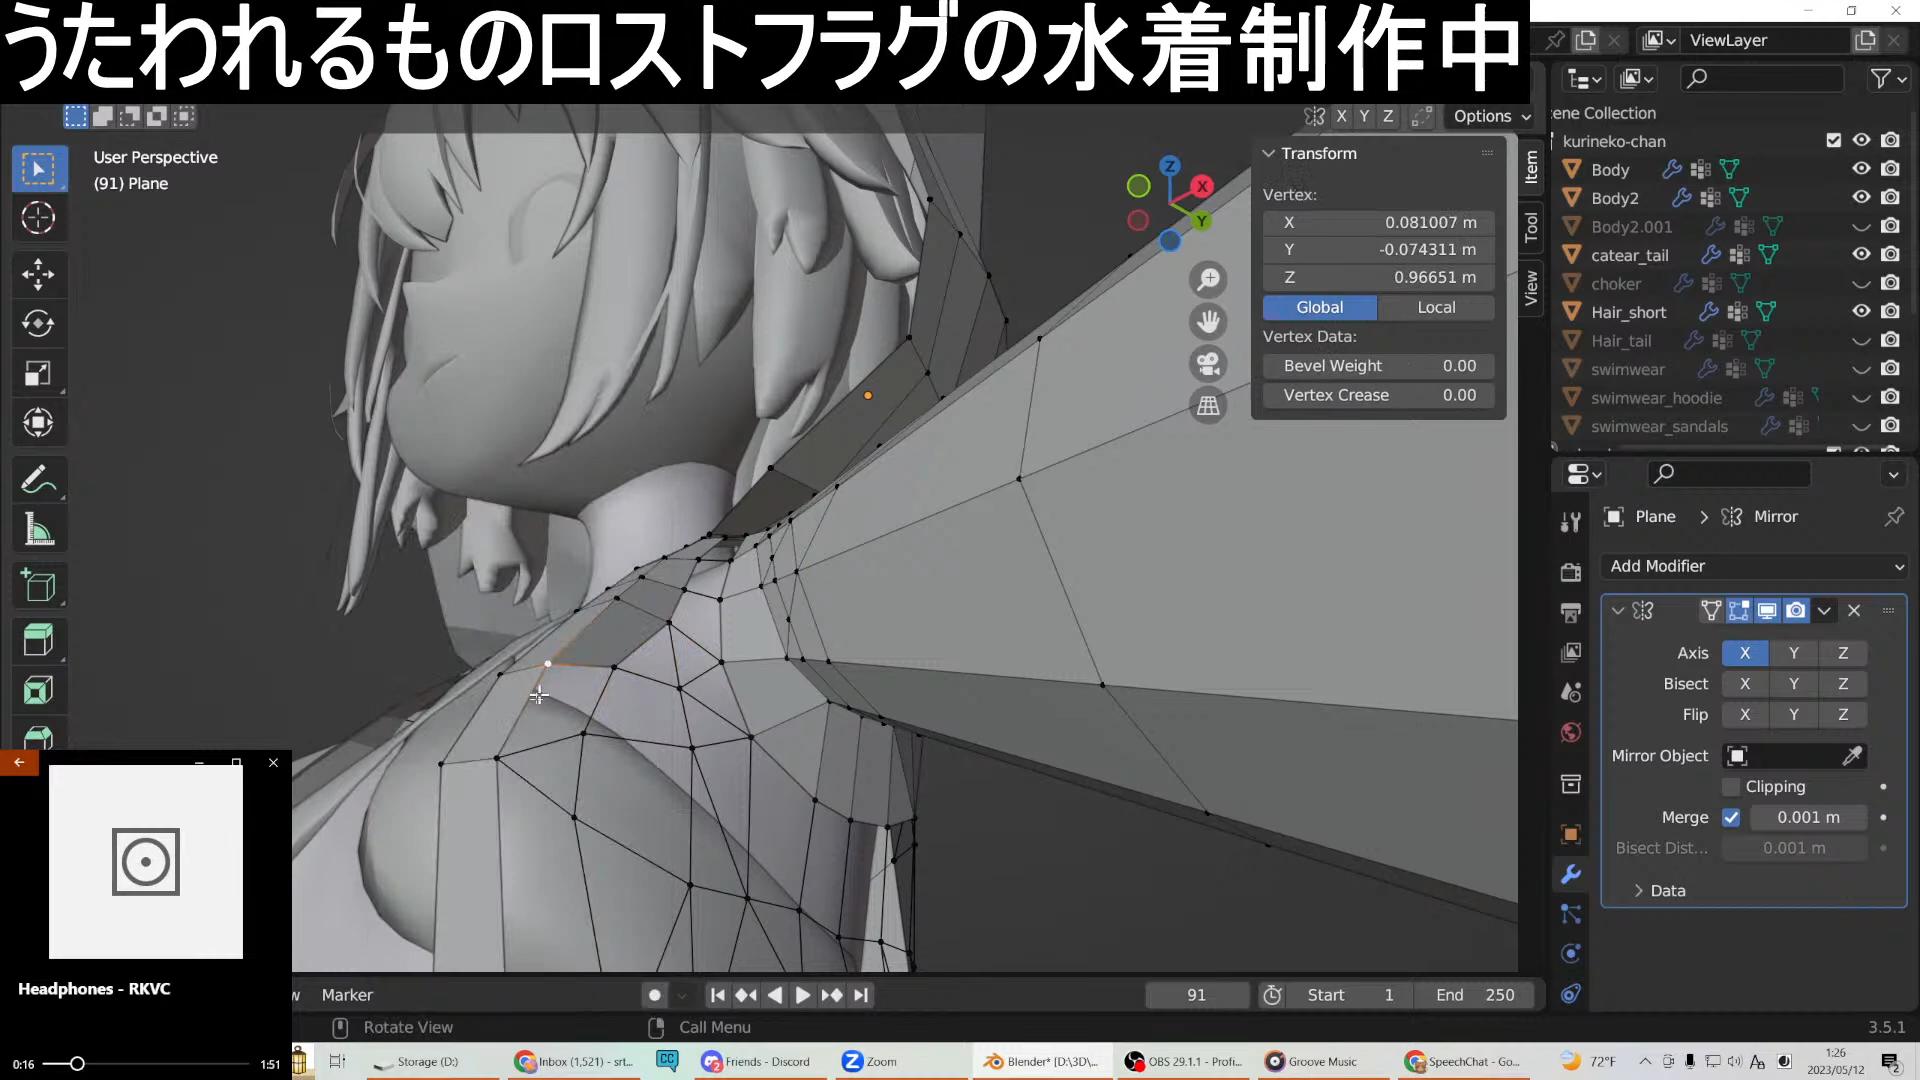 うたわれるものロストフラグの水着制作中
ViewLayer
X Y Z Options
User Perspective
(91) Plane
Z
X
Y
Transform
Vertex:
X 0.081007 m
Y -0.074311 m
Z 0.96651 m
Global Local
Vertex Data:
Bevel Weight 0.00
Vertex Crease 0.00
Item
Tool
View
cene Collection
kurineko-chan
Body
Body2
Body2.001
catear_tail
choker
Hair_short
Hair_tail
swimwear
swimwear_hoodie
swimwear_sandals
Plane > Mirror
Add Modifier
Axis X Y Z
Bisect X Y Z
Flip X Y Z
Mirror Object
Clipping
Merge 0.001 m
Bisect Dist... 0.001 m
Data
Headphones - RKVC
0:16 1:51
w Marker
91 Start 1 End 250
Rotate View Call Menu 3.5.1
Storage (D:) Inbox (1,521) - srt... Friends - Discord Zoom Blender* [D:\3D\... OBS 29.1.1 - Profi... Groove Music SpeechChat - Go... 72°F
1:26
2023/05/12
2